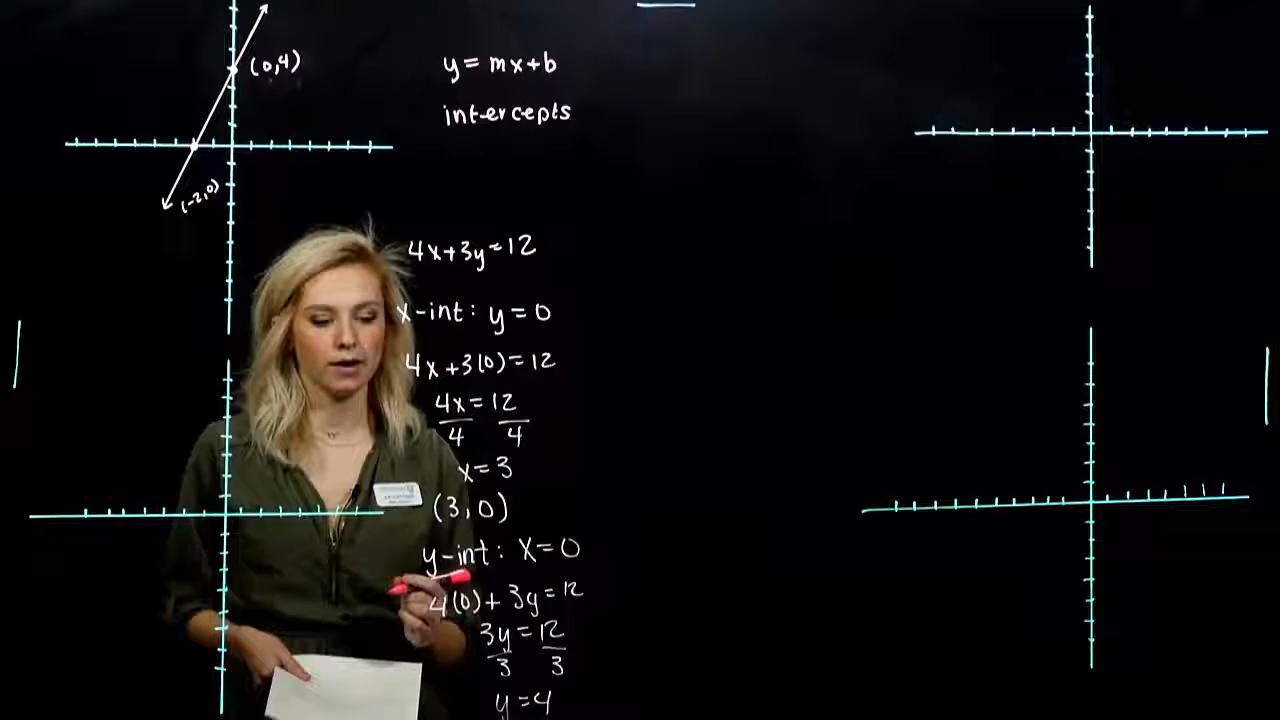 (0,4)
(-2,0)
y = mx+b
intercepts
4x+3y=12
x-int: y=0
4x+3(0)=12
4x=12
4 4
x=3
(3,0)
y-int: x=0
4(0)+3y=12
3y=12
3 3
y=4